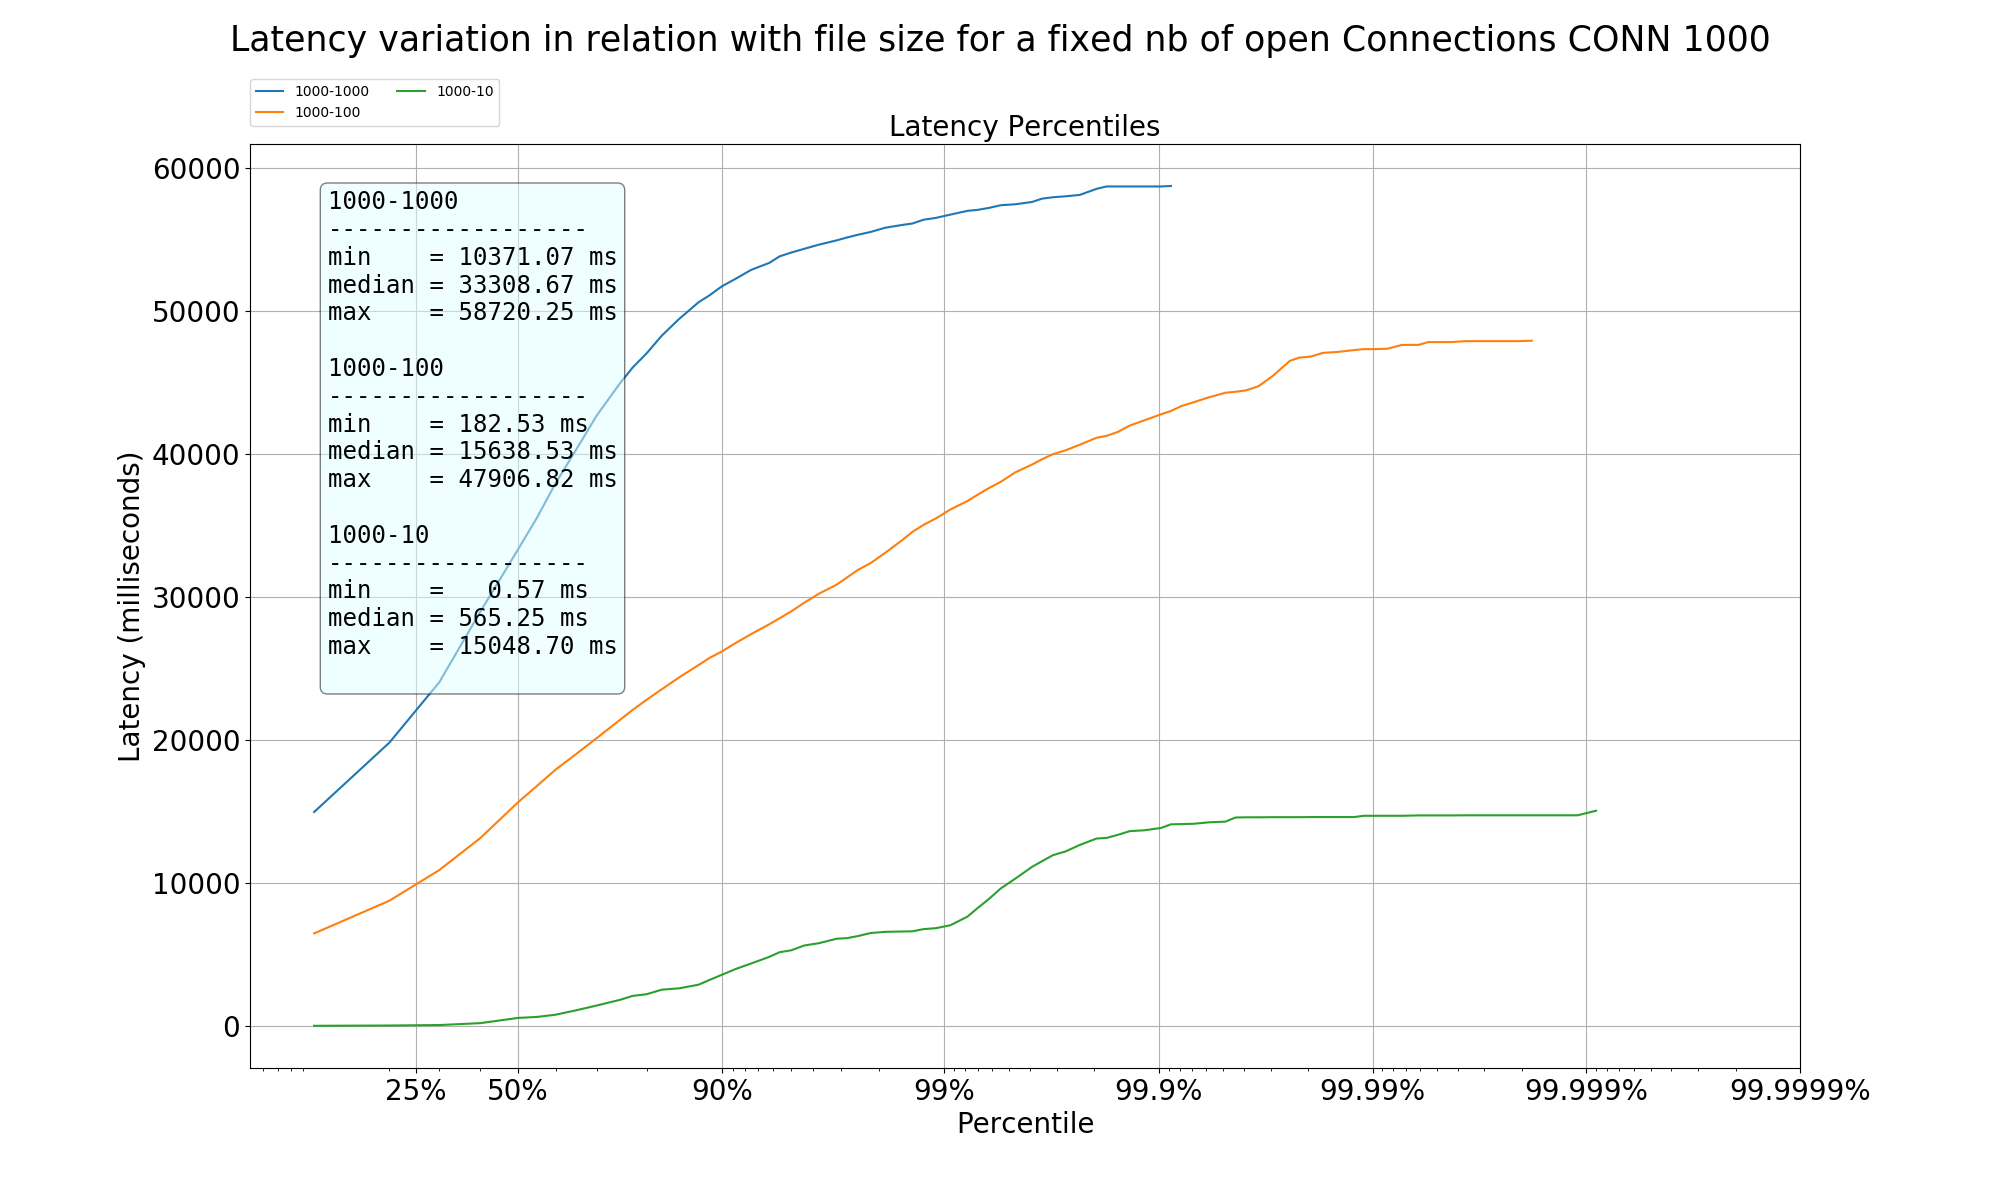 Latency variation in relation with file size for a fixed nb of open Connections CONN 1000
1000-1000
1000-100
1000-10
Latency Percentiles
60000
50000
40000
30000
20000
10000
0
Latency (milliseconds)
1000-1000
------------------
min    = 10371.07 ms
median = 33308.67 ms
max    = 58720.25 ms
1000-100
------------------
min    = 182.53 ms
median = 15638.53 ms
max    = 47906.82 ms
1000-10
------------------
min    =   0.57 ms
median = 565.25 ms
max    = 15048.70 ms
25% 50% 90% 99% 99.9% 99.99% 99.999% 99.9999%
Percentile